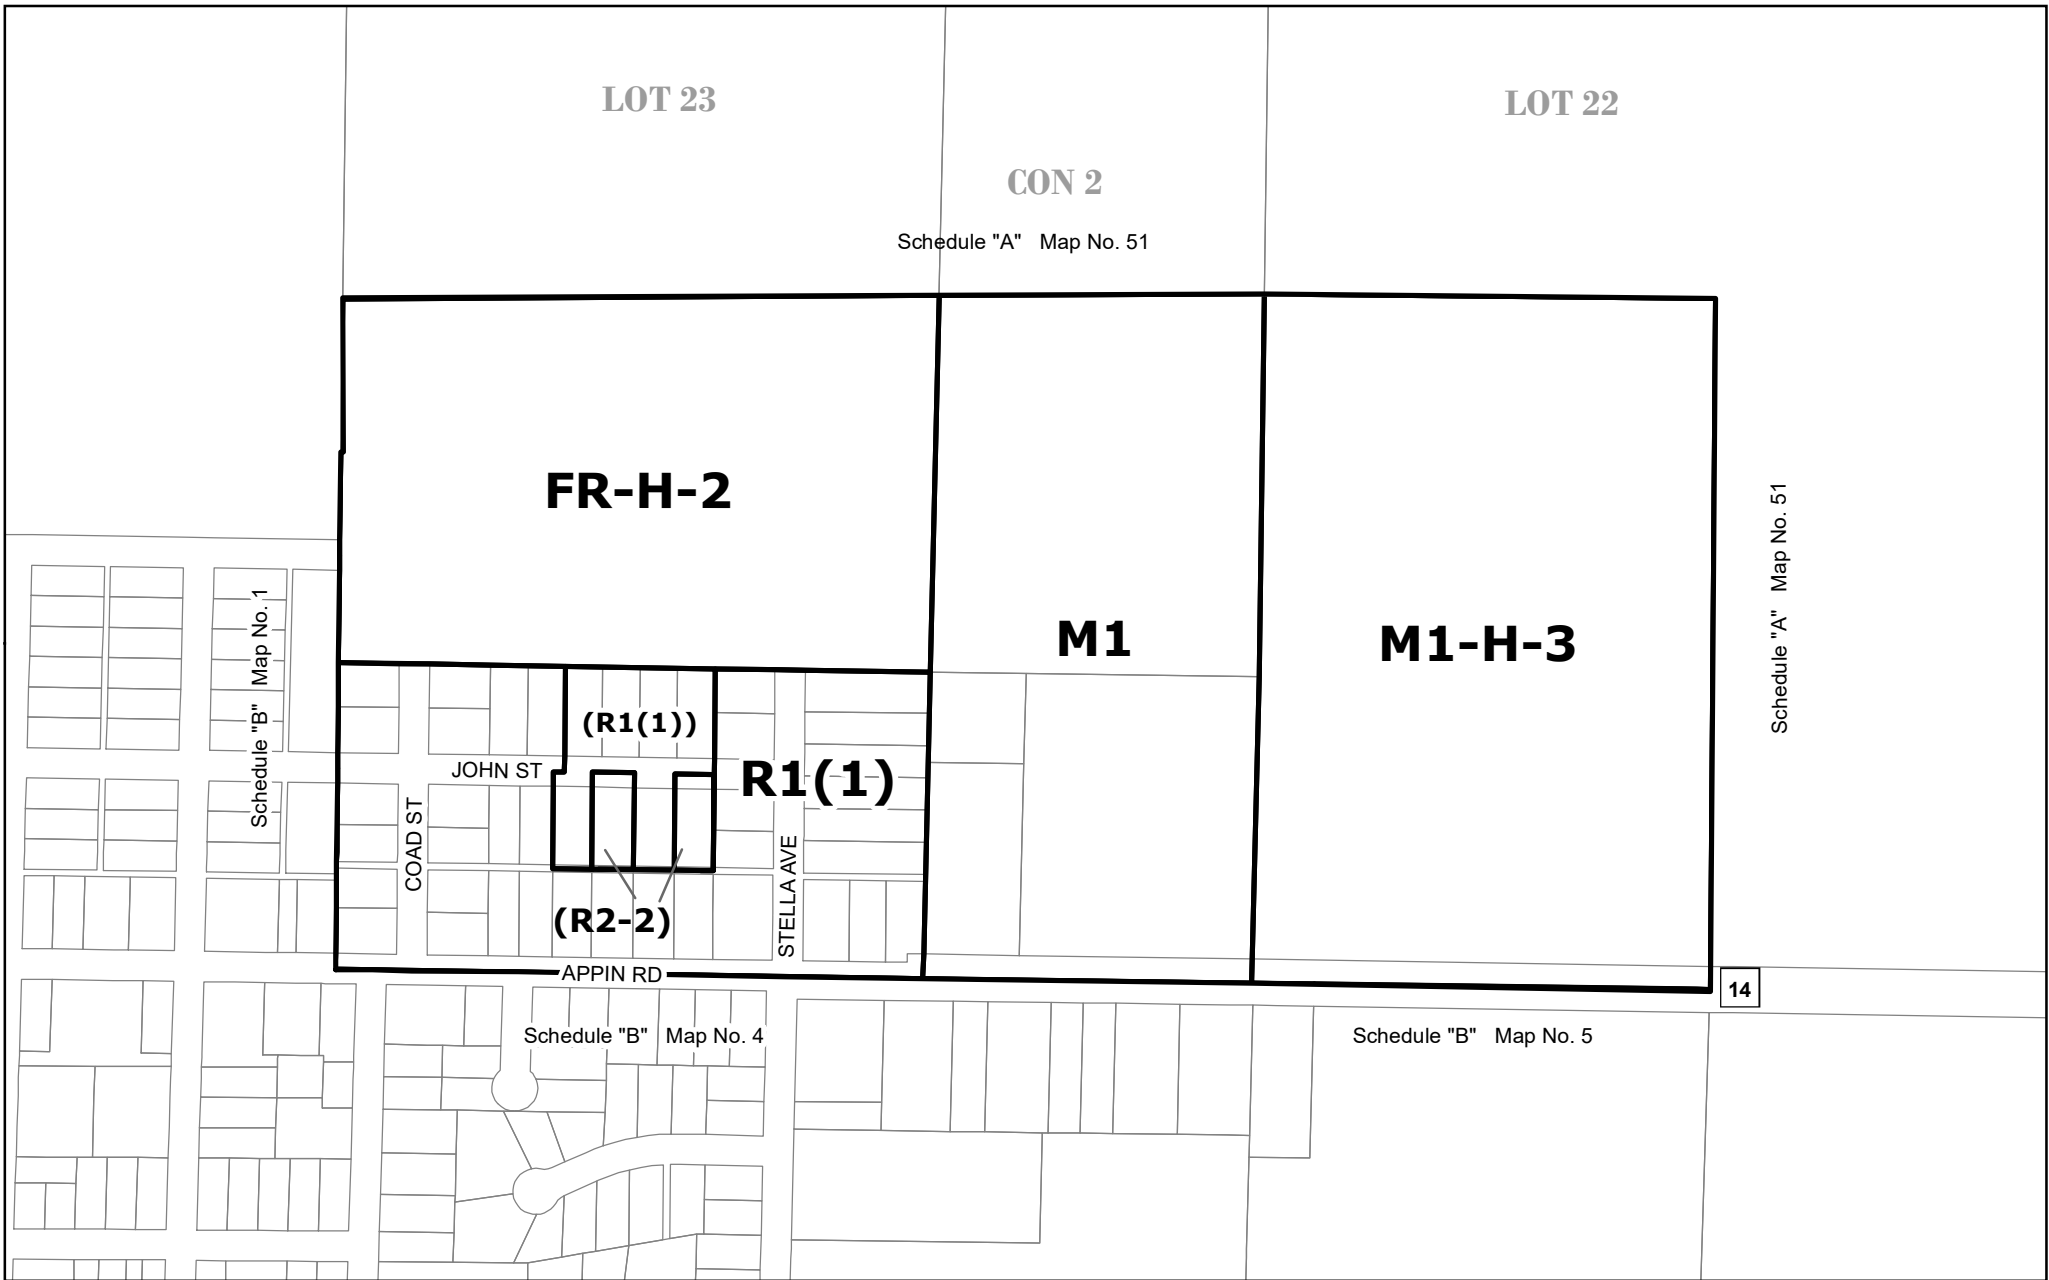 LOT 23
LOT 22
CON 2
Schedule "A" Map No. 51
FR-H-2
Schedule "A" Map No. 51
M1
M1-H-3
Schedule "B" Map No. 1
(R1(1))
JOHN ST
R1(1)
COAD ST
STELLA AVE
(R2-2)
APPIN RD
14
Schedule "B" Map No. 4
Schedule "B" Map No. 5